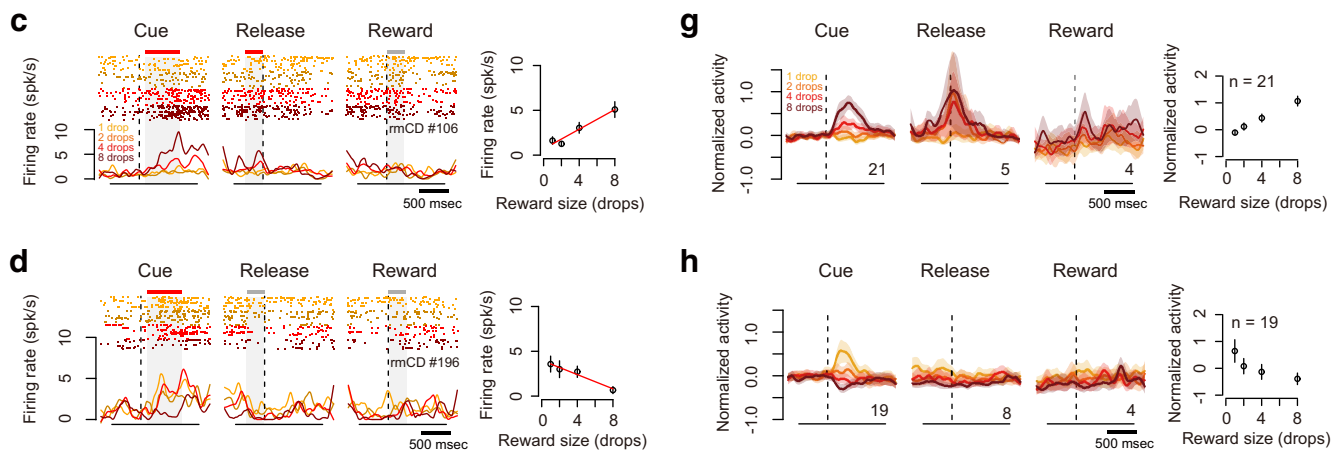 c
Cue Release Reward
Firing rate (spk/s)
10
5
0
1 drop
2 drops
4 drops
8 drops
rmCD #106
500 msec
Firing rate (spk/s)
10
5
0
0 4 8
Reward size (drops)
d
Cue Release Reward
Firing rate (spk/s)
10
5
0
rmCD #196
500 msec
Firing rate (spk/s)
10
5
0
0 4 8
Reward size (drops)
g
Cue Release Reward
Normalized activity
1.0
0.0
-1.0
1 drop
2 drops
4 drops
8 drops
21 5 4
500 msec
Normalized activity
n = 21
2
1
0
-1
0 4 8
Reward size (drops)
h
Cue Release Reward
Normalized activity
1.0
0.0
-1.0
19 8 4
500 msec
Normalized activity
n = 19
2
1
0
-1
0 4 8
Reward size (drops)